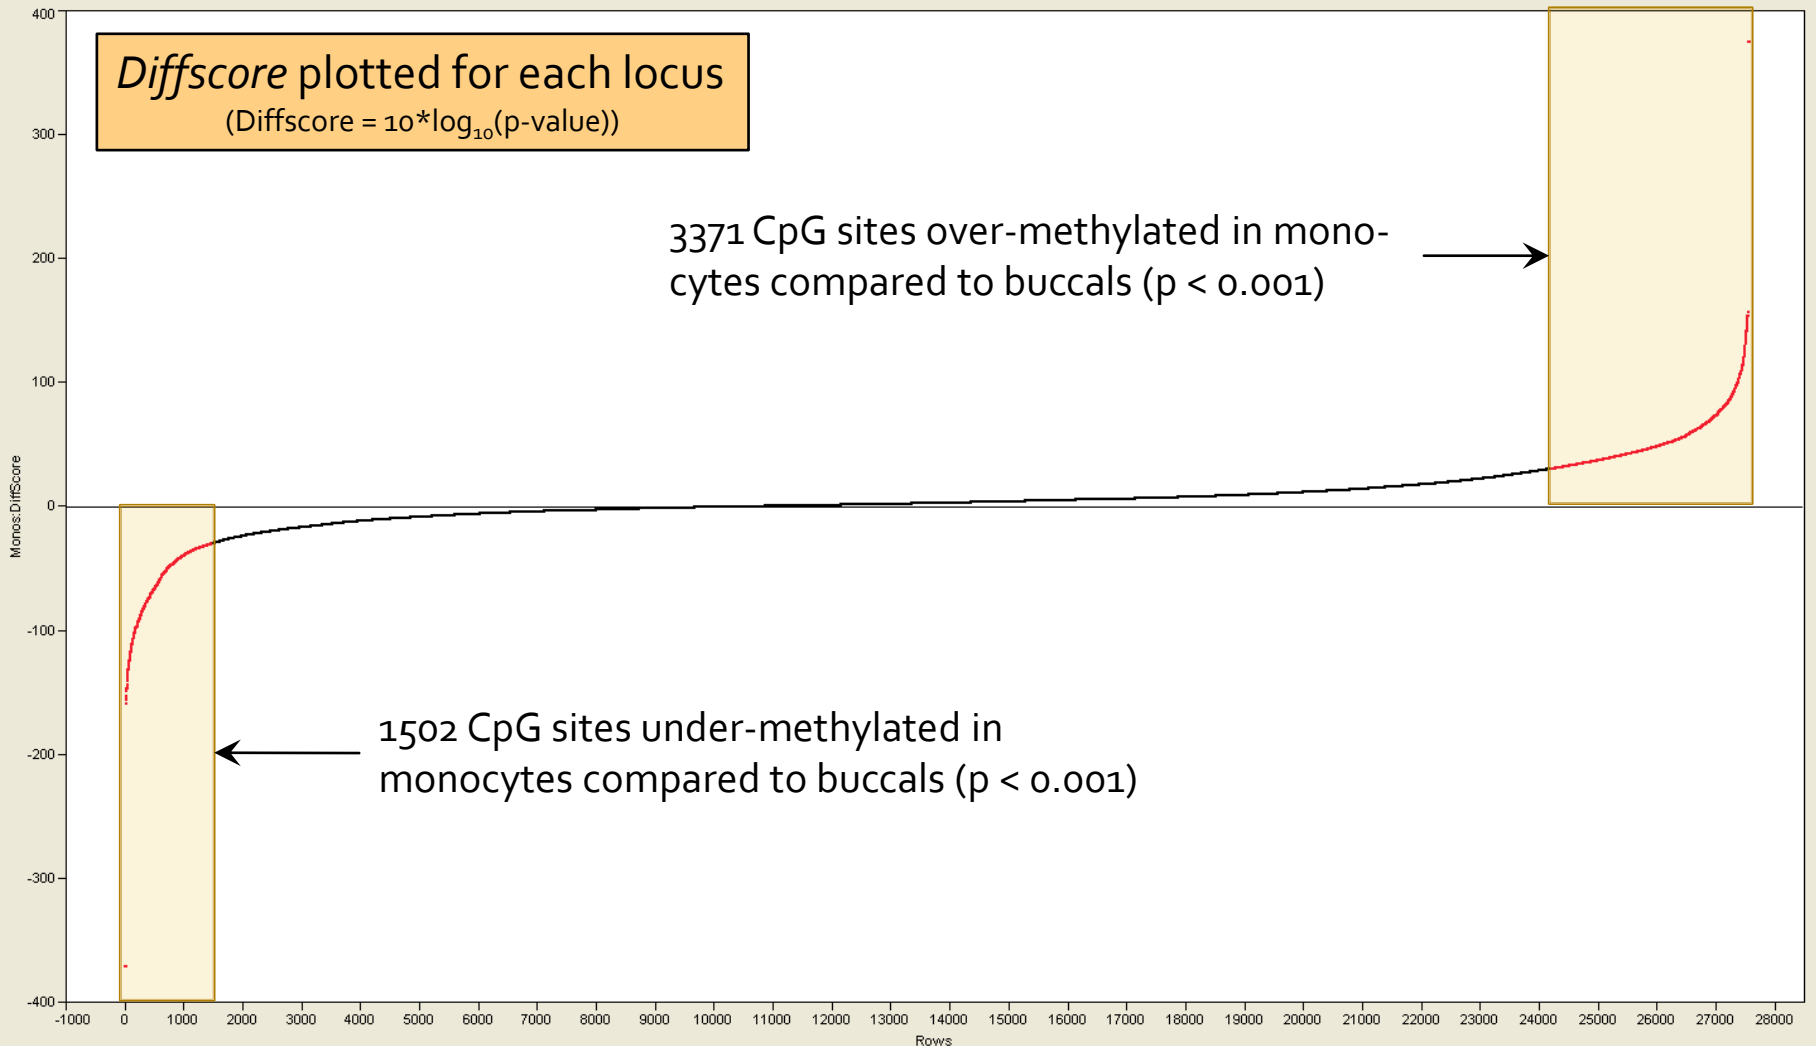 Diffscore plotted for each locus
(Diffscore = 10*log₁₀(p-value))
3371 CpG sites over-methylated in mono-
cytes compared to buccals (p < 0.001)
1502 CpG sites under-methylated in
monocytes compared to buccals (p < 0.001)
Monos:DiffScore
400
300
200
100
0
-100
-200
-300
-400
-1000 0 1000 2000 3000 4000 5000 6000 7000 8000 9000 10000 11000 12000 13000 14000 15000 16000 17000 18000 19000 20000 21000 22000 23000 24000 25000 26000 27000 28000
Rows